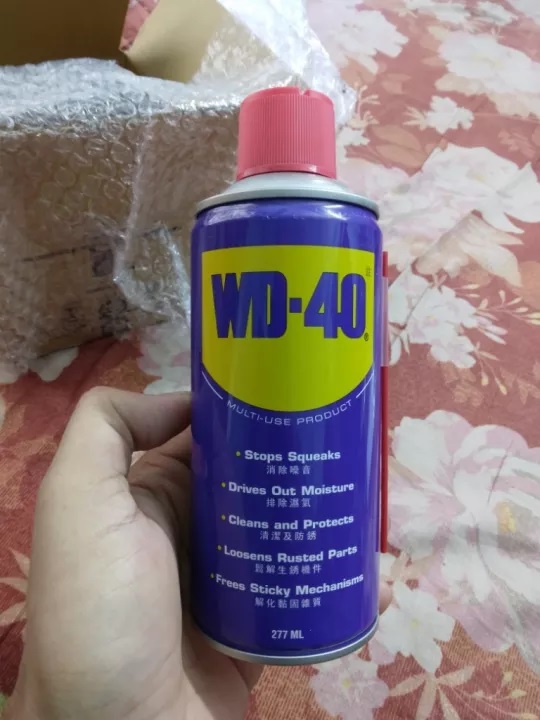 WD-40®
MULTI-USE PRODUCT
• Stops Squeaks
消除噪音
• Drives Out Moisture
排除濕氣
• Cleans and Protects
清潔及防銹
• Loosens Rusted Parts
鬆解生銹機件
• Frees Sticky Mechanisms
解化黏固雜質
277 ML